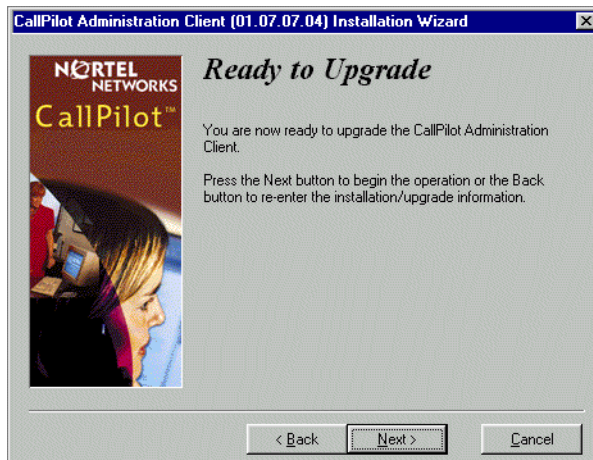 CallPilot Administration Client (01.07.07.04) Installation Wizard
NORTEL
NETWORKS
CallPilot™
Ready to Upgrade
You are now ready to upgrade the CallPilot Administration
Client.
Press the Next button to begin the operation or the Back
button to re-enter the installation/upgrade information.
< Back
Next >
Cancel